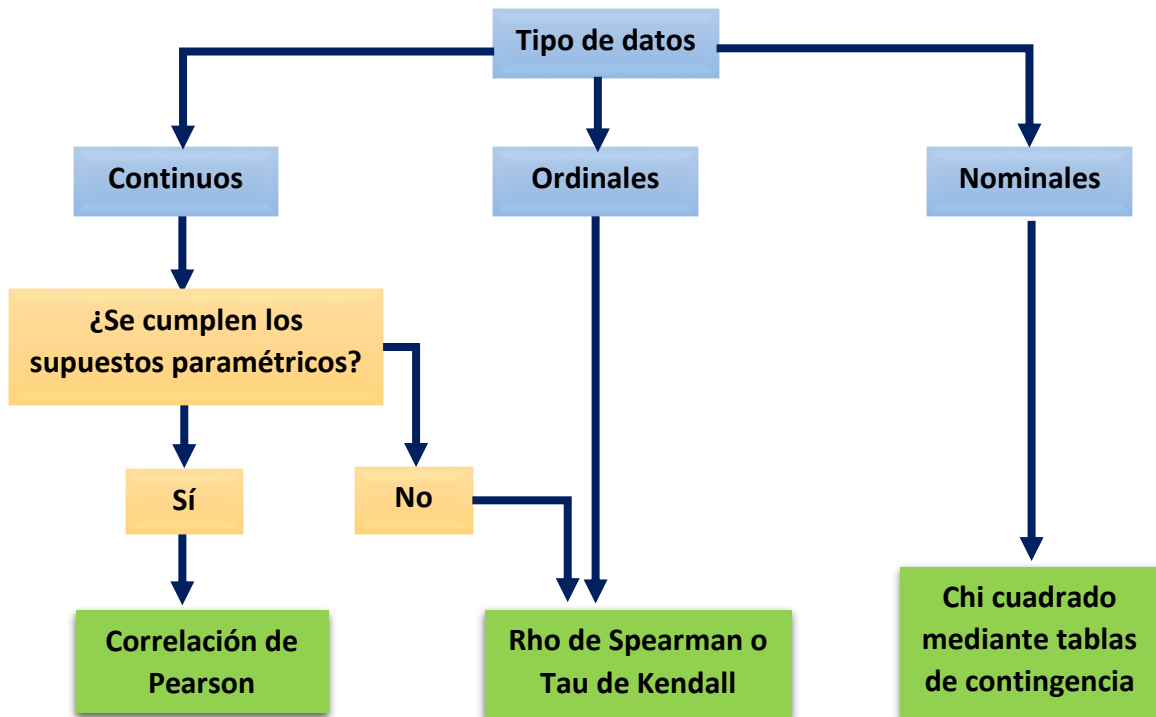 Tipo de datos
Continuos
Ordinales
Nominales
¿Se cumplen los
supuestos paramétricos?
Sí
No
Correlación de
Pearson
Rho de Spearman o
Tau de Kendall
Chi cuadrado
mediante tablas
de contingencia